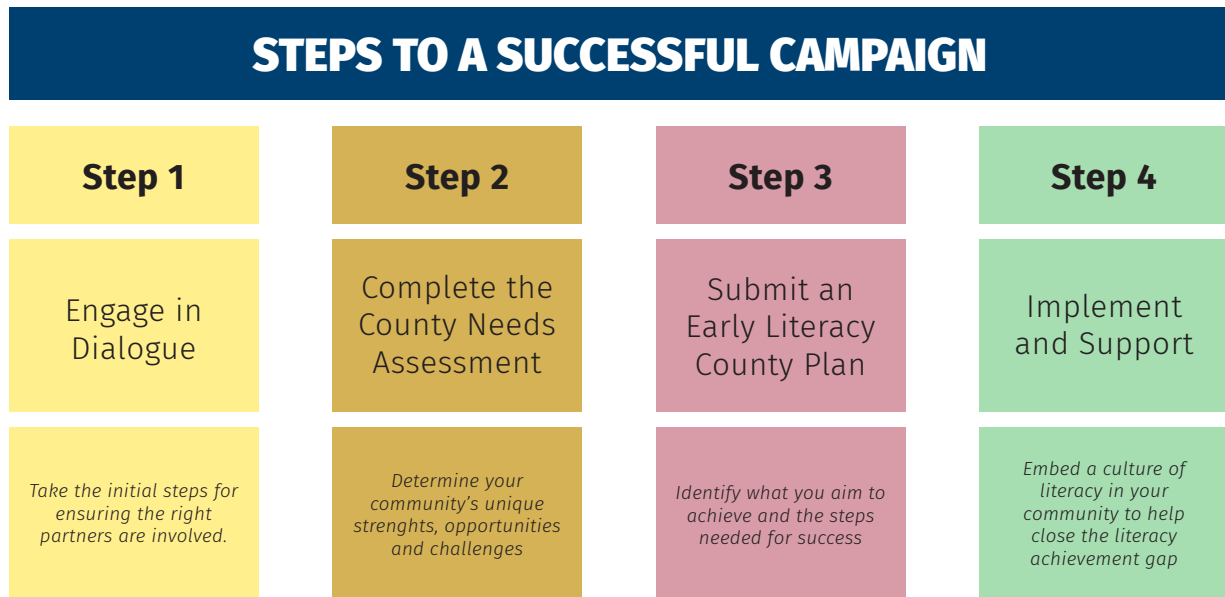 STEPS TO A SUCCESSFUL CAMPAIGN
Step 1
Engage in
Dialogue
Take the initial steps for
ensuring the right
partners are involved.
Step 2
Complete the
County Needs
Assessment
Determine your
community’s unique
strenghts, opportunities
and challenges
Step 3
Submit an
Early Literacy
County Plan
Identify what you aim to
achieve and the steps
needed for success
Step 4
Implement
and Support
Embed a culture of
literacy in your
community to help
close the literacy
achievement gap